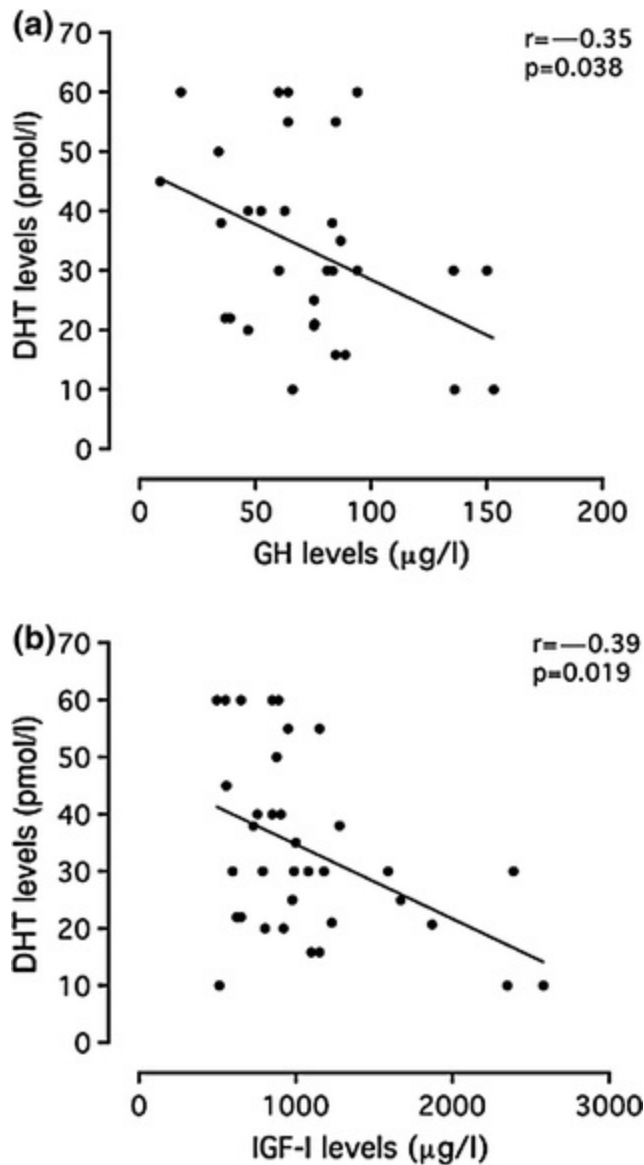 (a)
70
60
50
40
30
20
10
0
DHT levels (pmol/l)
r=—0.35
p=0.038
0 50 100 150 200
GH levels (µg/l)
(b)
70
60
50
40
30
20
10
0
DHT levels (pmol/l)
r=—0.39
p=0.019
0 1000 2000 3000
IGF-I levels (µg/l)